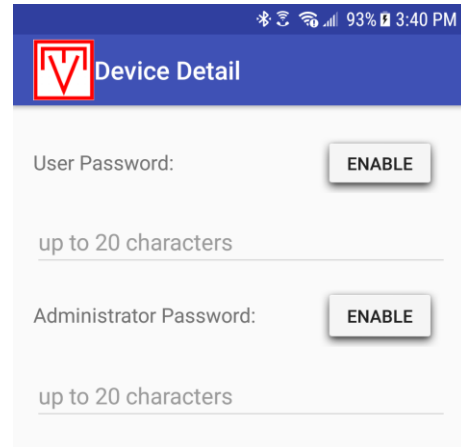 93% 3:40 PM
Device Detail
User Password: ENABLE
up to 20 characters
Administrator Password: ENABLE
up to 20 characters